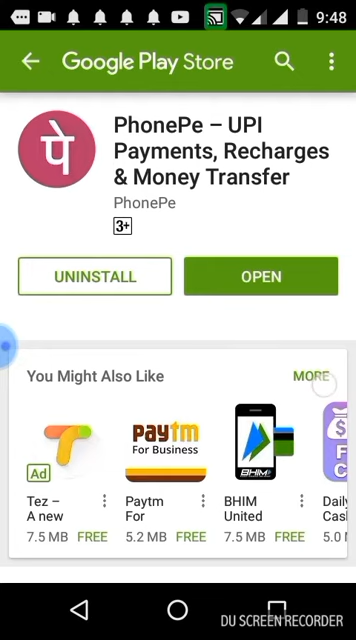 9:48
Google Play Store
पे
PhonePe – UPI
Payments, Recharges
& Money Transfer
PhonePe
3+
UNINSTALL
OPEN
You Might Also Like
MORE
Ad
Paytm
For Business
BHIM
Tez –
A new
7.5 MB FREE
Paytm
For
5.2 MB FREE
BHIM
United
7.5 MB FREE
Daily
Cash
5.0
DU SCREEN RECORDER